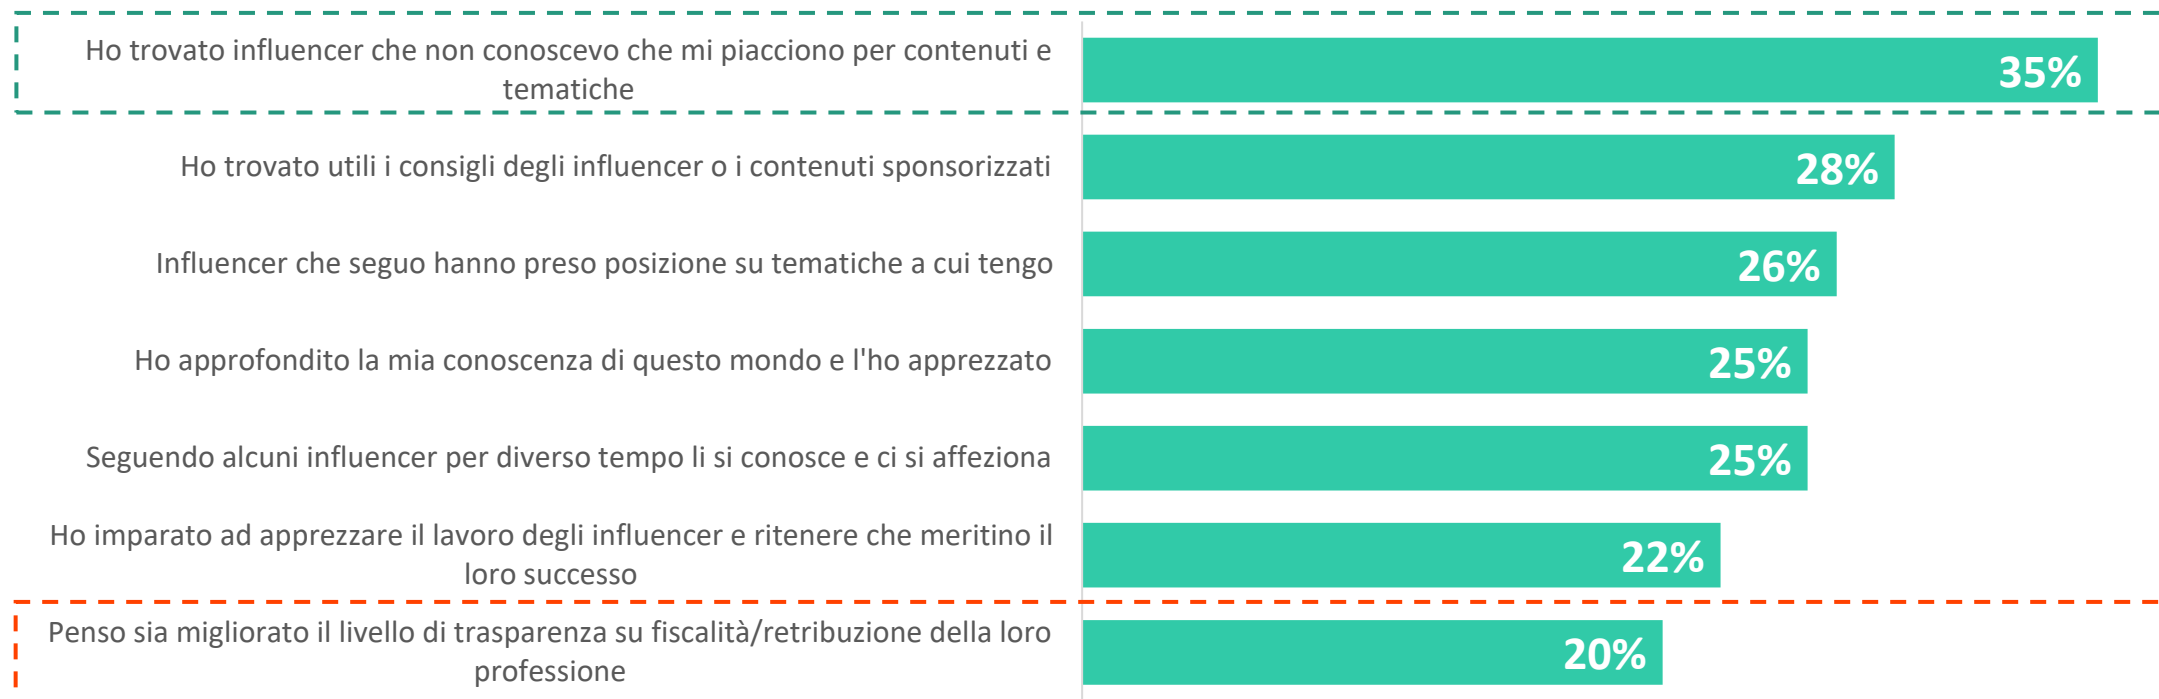 Ho trovato influencer che non conoscevo che mi piacciono per contenuti e
tematiche
35%
Ho trovato utili i consigli degli influencer o i contenuti sponsorizzati
28%
Influencer che seguo hanno preso posizione su tematiche a cui tengo
26%
Ho approfondito la mia conoscenza di questo mondo e l'ho apprezzato
25%
Seguendo alcuni influencer per diverso tempo li si conosce e ci si affeziona
25%
Ho imparato ad apprezzare il lavoro degli influencer e ritenere che meritino il
loro successo
22%
Penso sia migliorato il livello di trasparenza su fiscalità/retribuzione della loro
professione
20%